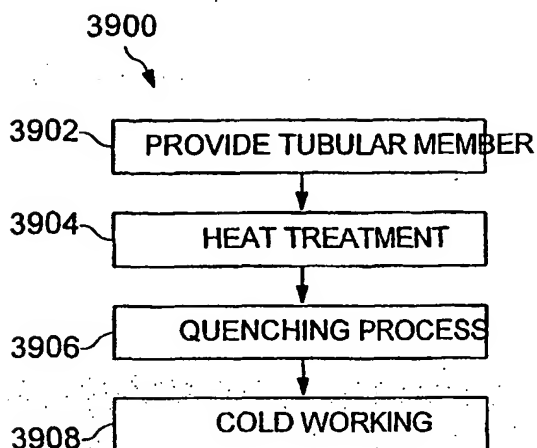 3900
3902 PROVIDE TUBULAR MEMBER
3904 HEAT TREATMENT
3906 QUENCHING PROCESS
3908 COLD WORKING